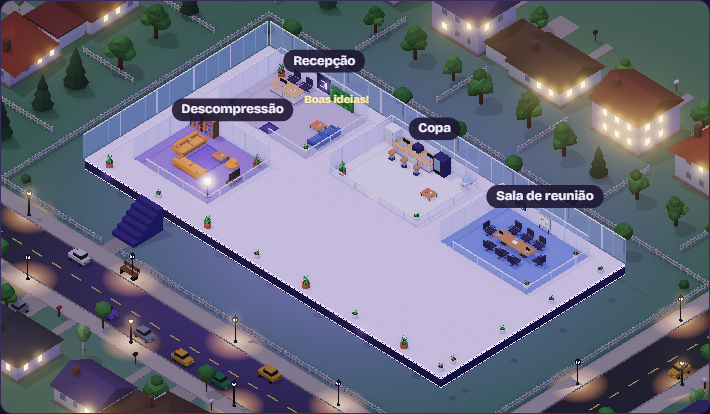 Recepção
Boas ideias!
Descompressão
Copa
Sala de reunião